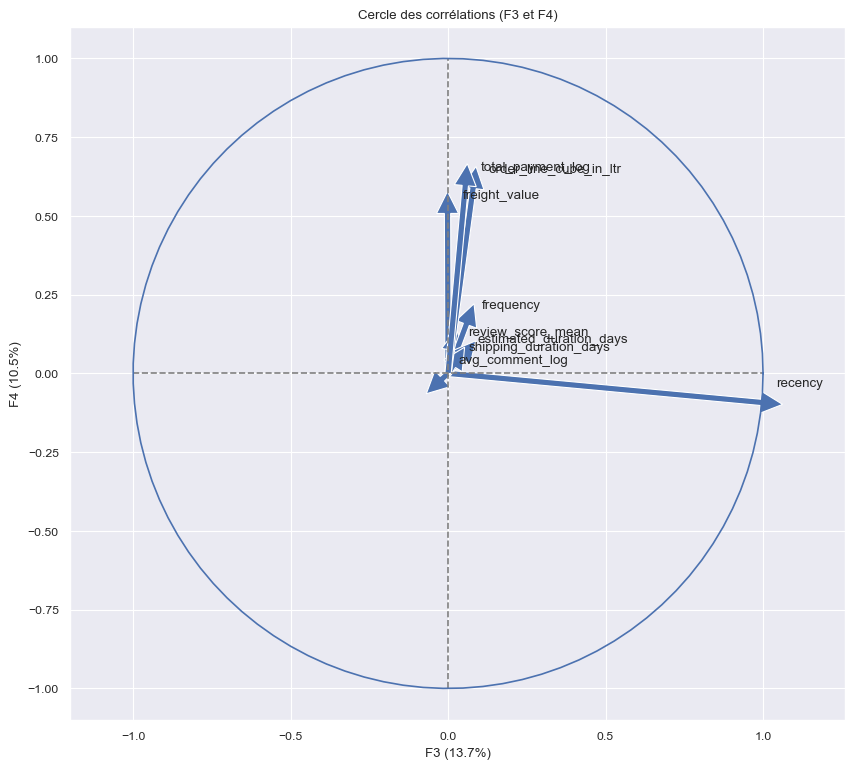 Cercle des corrélations (F3 et F4)
1.00
0.75
0.50
0.25
0.00
−0.25
−0.50
−0.75
−1.00
F4 (10.5%)
total_payment_log
order_line_cube_in_ltr
freight_value
frequency
review_score_mean
estimated_duration_days
shipping_duration_days
avg_comment_log
recency
−1.0
−0.5
0.0
0.5
1.0
F3 (13.7%)